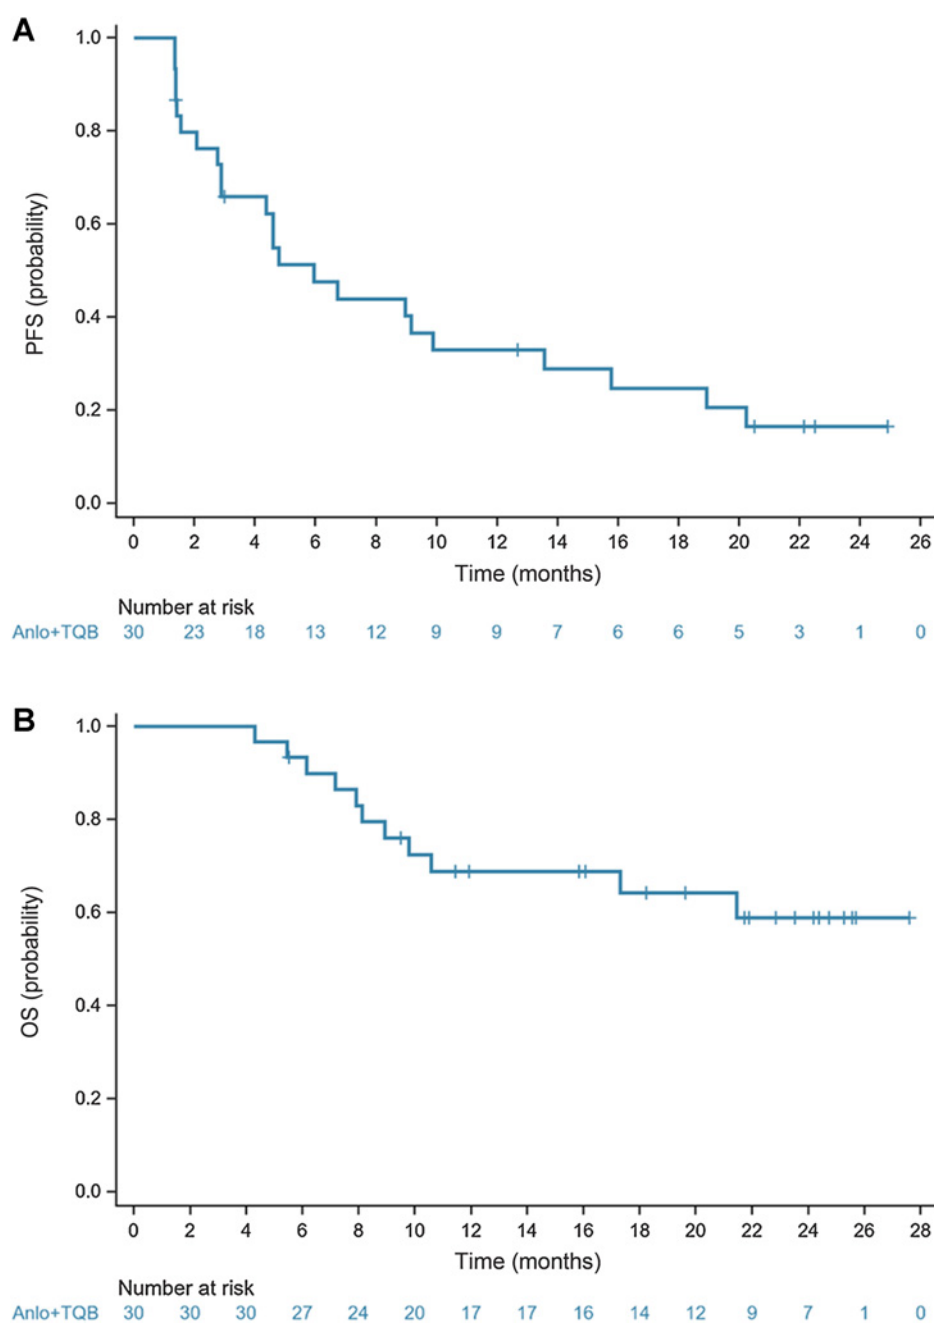 A
PFS (probability)
1.0
0.8
0.6
0.4
0.2
0.0
0 2 4 6 8 10 12 14 16 18 20 22 24 26
Time (months)
Number at risk
Anlo+TQB 30 23 18 13 12 9 9 7 6 6 5 3 1 0
B
OS (probability)
1.0
0.8
0.6
0.4
0.2
0.0
0 2 4 6 8 10 12 14 16 18 20 22 24 26 28
Time (months)
Number at risk
Anlo+TQB 30 30 30 27 24 20 17 17 16 14 12 9 7 1 0